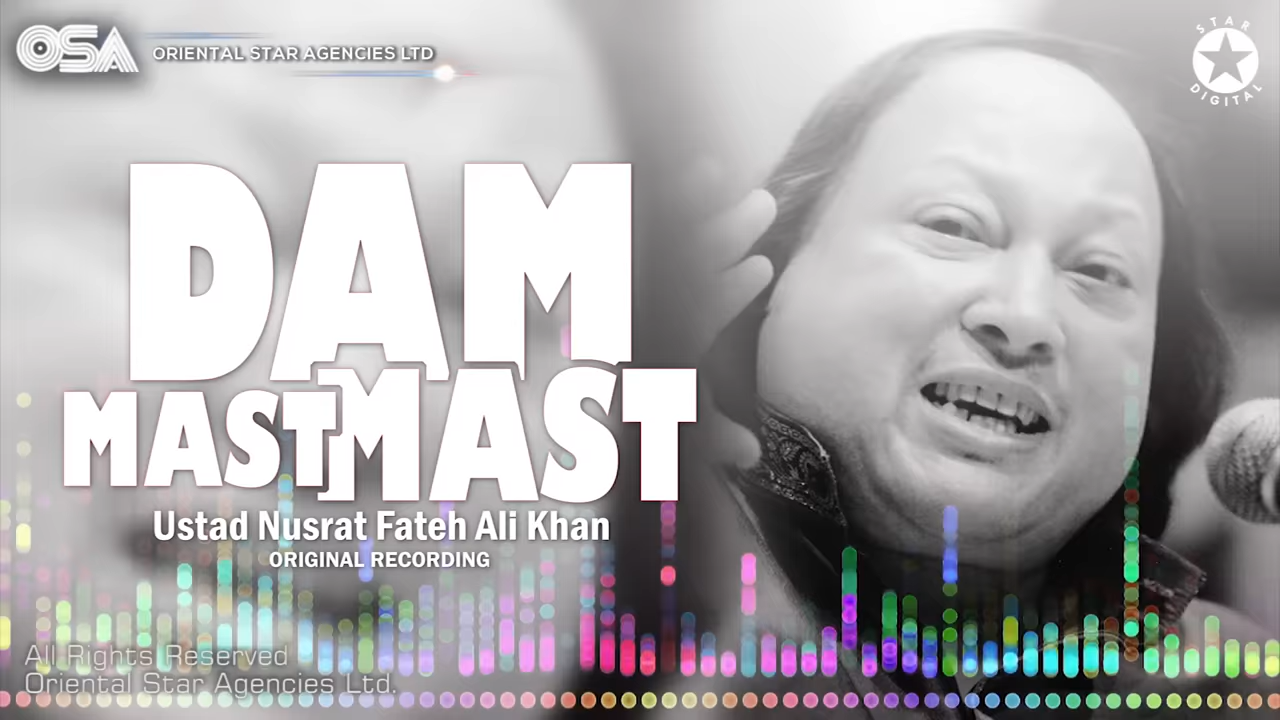 OSA ORIENTAL STAR AGENCIES LTD
STAR
DIGITAL
DAM
MAST MAST
Ustad Nusrat Fateh Ali Khan
ORIGINAL RECORDING
All Rights Reserved
Oriental Star Agencies Ltd.